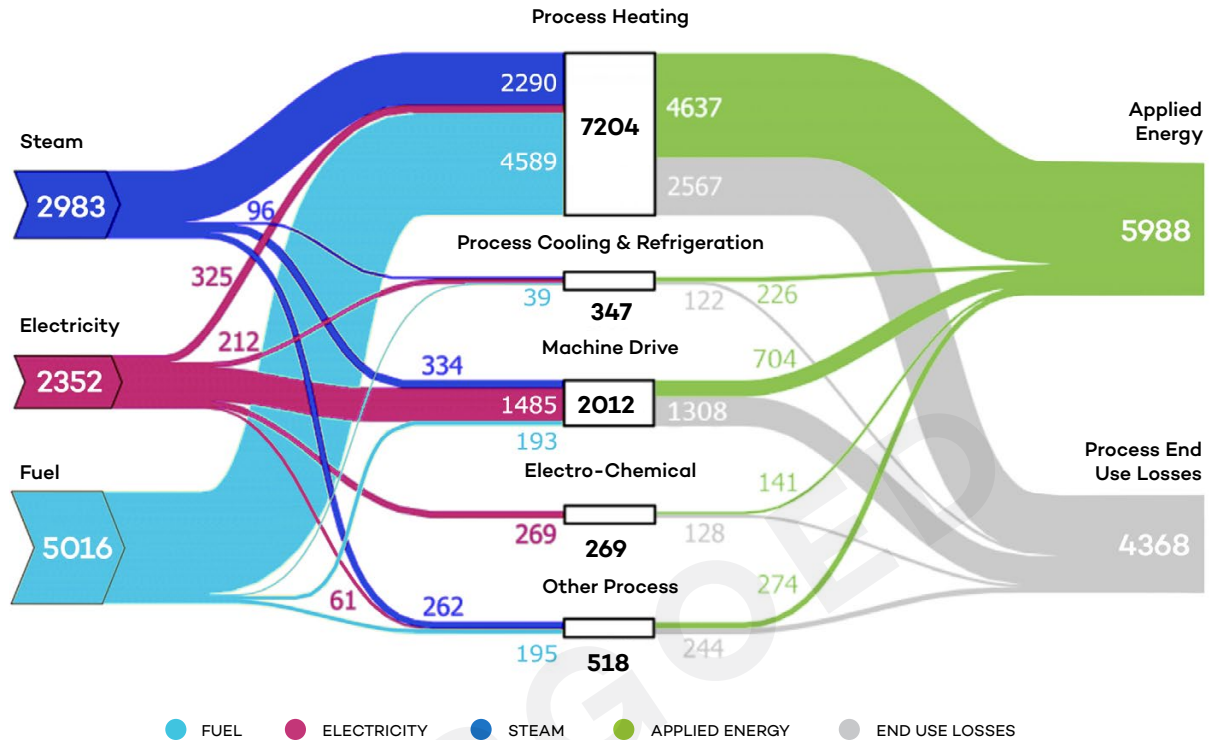 Process Heating
2290
4637
7204
4589
2567
Applied
Energy
5988
Steam
2983
96
325
Process Cooling & Refrigeration
39
347
122
226
Electricity
2352
212
Machine Drive
334
1485
2012
193
704
1308
Electro-Chemical
269
269
141
128
Process End
Use Losses
4368
Fuel
5016
61
Other Process
262
195
518
274
244
FUEL
ELECTRICITY
STEAM
APPLIED ENERGY
END USE LOSSES